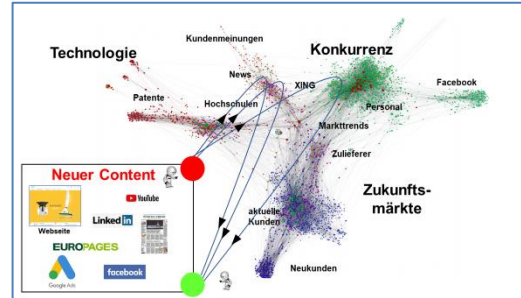 Technologie
Kundenmeinungen
Konkurrenz
News
XING
Facebook
Patente
Hochschulen
Personal
Markttrends
Zulieferer
Neuer Content
YouTube
Webseite
LinkedIn
EUROPAGES
Google Ads
facebook
Zukunfts-
märkte
aktuelle
Kunden
Neukunden